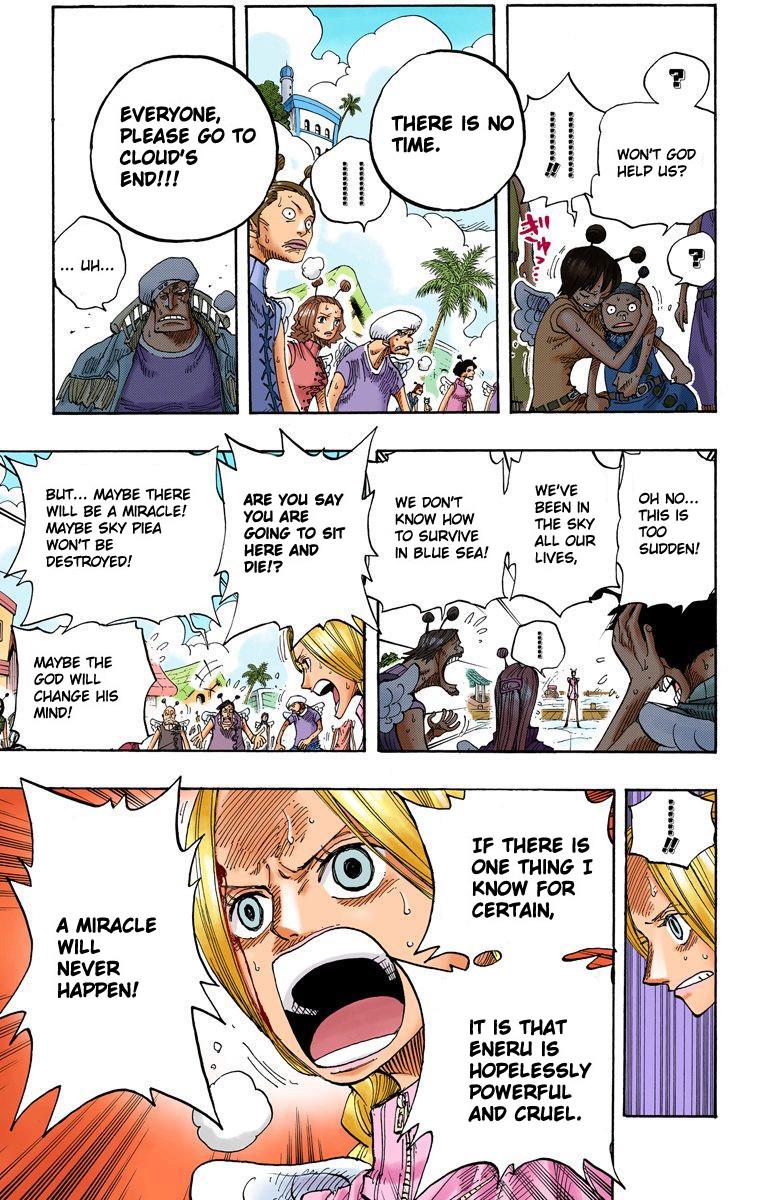 ?
WON'T GOD
HELP US?
?
!!
ぎゅっ
THERE IS NO
TIME.
EVERYONE,
PLEASE GO TO
CLOUD'S
END!!!
... UH...
OH NO...
THIS IS
TOO
SUDDEN!
WE'VE
BEEN IN
THE SKY
ALL OUR
LIVES,
WE DON'T
KNOW HOW
TO SURVIVE
IN BLUE SEA!
ARE YOU SAY
YOU ARE
GOING TO SIT
HERE AND
DIE!?
BUT... MAYBE THERE
WILL BE A MIRACLE!
MAYBE SKY PIEA
WON'T BE
DESTROYED!
MAYBE THE
GOD WILL
CHANGE HIS
MIND!
!!
IF THERE IS
ONE THING I
KNOW FOR
CERTAIN,
IT IS THAT
ENERU IS
HOPELESSLY
POWERFUL
AND CRUEL.
A MIRACLE
WILL
NEVER
HAPPEN!